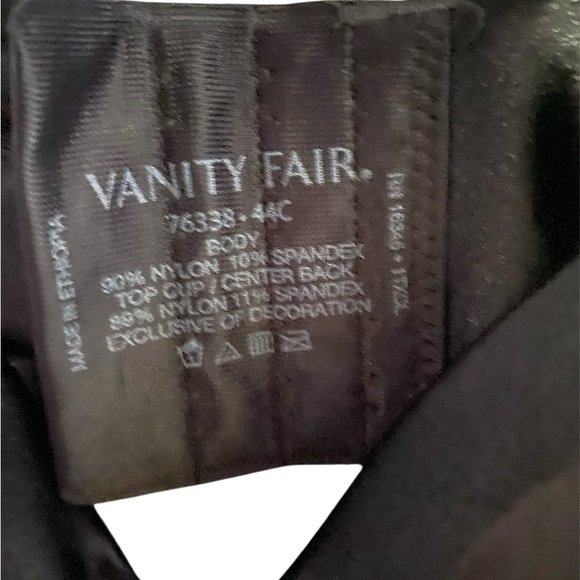 VANITY FAIR®
76338 - 44C
BODY
90% NYLON 10% SPANDEX
TOP CUP / CENTER BACK
89% NYLON 11% SPANDEX
EXCLUSIVE OF DECORATION
MADE IN ETHIOPIA